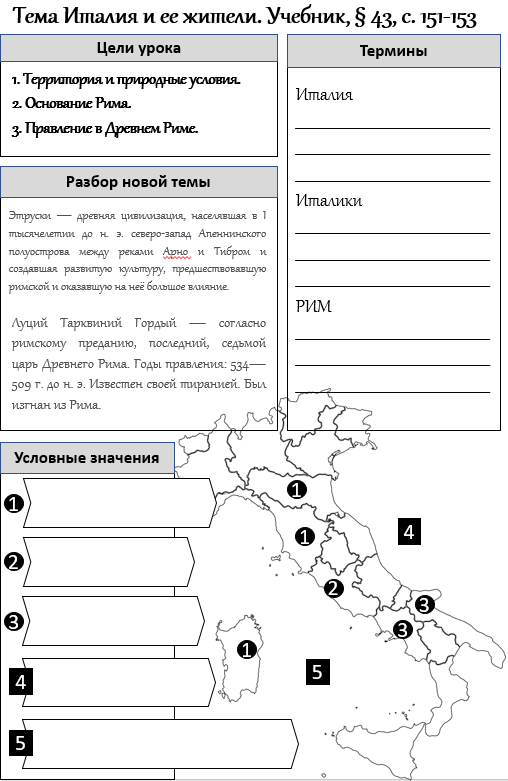 Тема Италия и ее жители. Учебник, § 43, с. 151-153
Цели урока
1. Территория и природные условия.
2. Основание Рима.
3. Правление в Древнем Риме.
Термины
Италия
Италики
РИМ
Разбор новой темы
Этруски — древняя цивилизация, населявшая в I
тысячелетии до н. э. северо-запад Апеннинского
полуострова между реками Арно и Тибром и
создавшая развитую культуру, предшествовавшую
римской и оказавшую на неё большое влияние.
Луций Тарквиний Гордый — согласно
римскому преданию, последний, седьмой
царь Древнего Рима. Годы правления: 534—
509 г. до н. э. Известен своей тиранией. Был
изгнан из Рима.
Условные значения
1
2
3
4
5
1
1
4
2
3
3
1
5